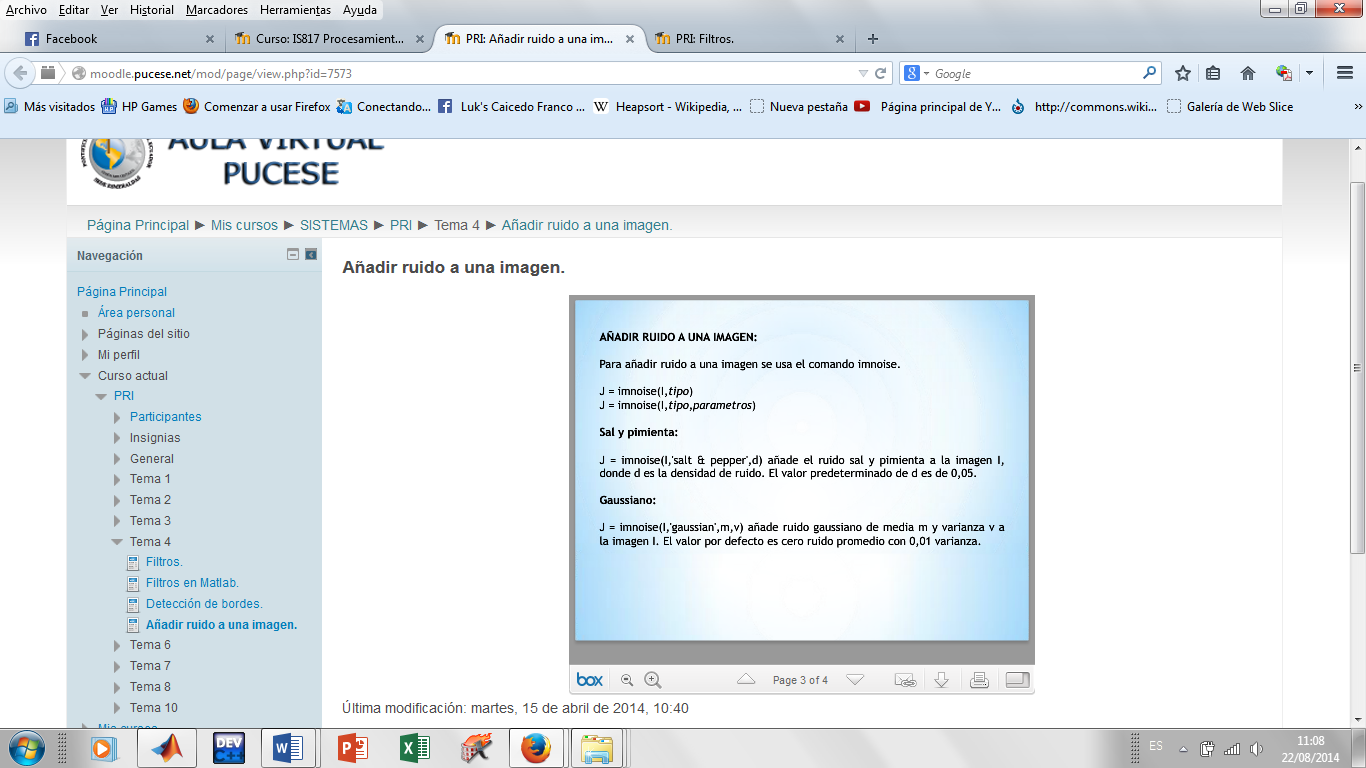 Archivo Editar Ver Historial Marcadores Herramientas Ayuda
Facebook
Curso: IS817 Procesamient...
PRI: Añadir ruido a una im...
PRI: Filtros.
moodle.pucese.net/mod/page/view.php?id=7573
Google
Más visitados HP Games Comenzar a usar Firefox Conectando... Luk's Caicedo Franco ... Heapsort - Wikipedia, ... Nueva pestaña Página principal de Y... http://commons.wiki... Galería de Web Slice
AULA VIRTUAL
PUCESE
Página Principal ► Mis cursos ► SISTEMAS ► PRI ► Tema 4 ► Añadir ruido a una imagen.
Navegación
Página Principal
Área personal
Páginas del sitio
Mi perfil
Curso actual
PRI
Participantes
Insignias
General
Tema 1
Tema 2
Tema 3
Tema 4
Filtros.
Filtros en Matlab.
Detección de bordes.
Añadir ruido a una imagen.
Tema 6
Tema 7
Tema 8
Tema 10
Mis cursos
Añadir ruido a una imagen.
AÑADIR RUIDO A UNA IMAGEN:
Para añadir ruido a una imagen se usa el comando imnoise.
J = imnoise(I,tipo)
J = imnoise(I,tipo,parametros)
Sal y pimienta:
J = imnoise(I,'salt & pepper',d) añade el ruido sal y pimienta a la imagen I,
donde d es la densidad de ruido. El valor predeterminado de d es de 0,05.
Gaussiano:
J = imnoise(I,'gaussian',m,v) añade ruido gaussiano de media m y varianza v a
la imagen I. El valor por defecto es cero ruido promedio con 0,01 varianza.
box
Page 3 of 4
Última modificación: martes, 15 de abril de 2014, 10:40
DEV
C++
ES
11:08
22/08/2014